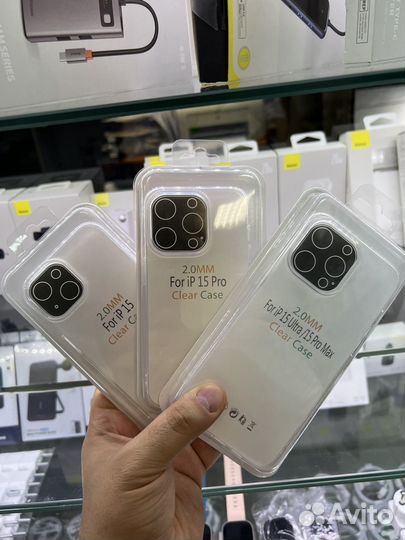 2.0MM
For iP 15
Clear Case
2.0MM
For iP 15 Pro
Clear Case
2.0MM
For iP 15 Ultra /15 Pro Max
Clear Case
Avito